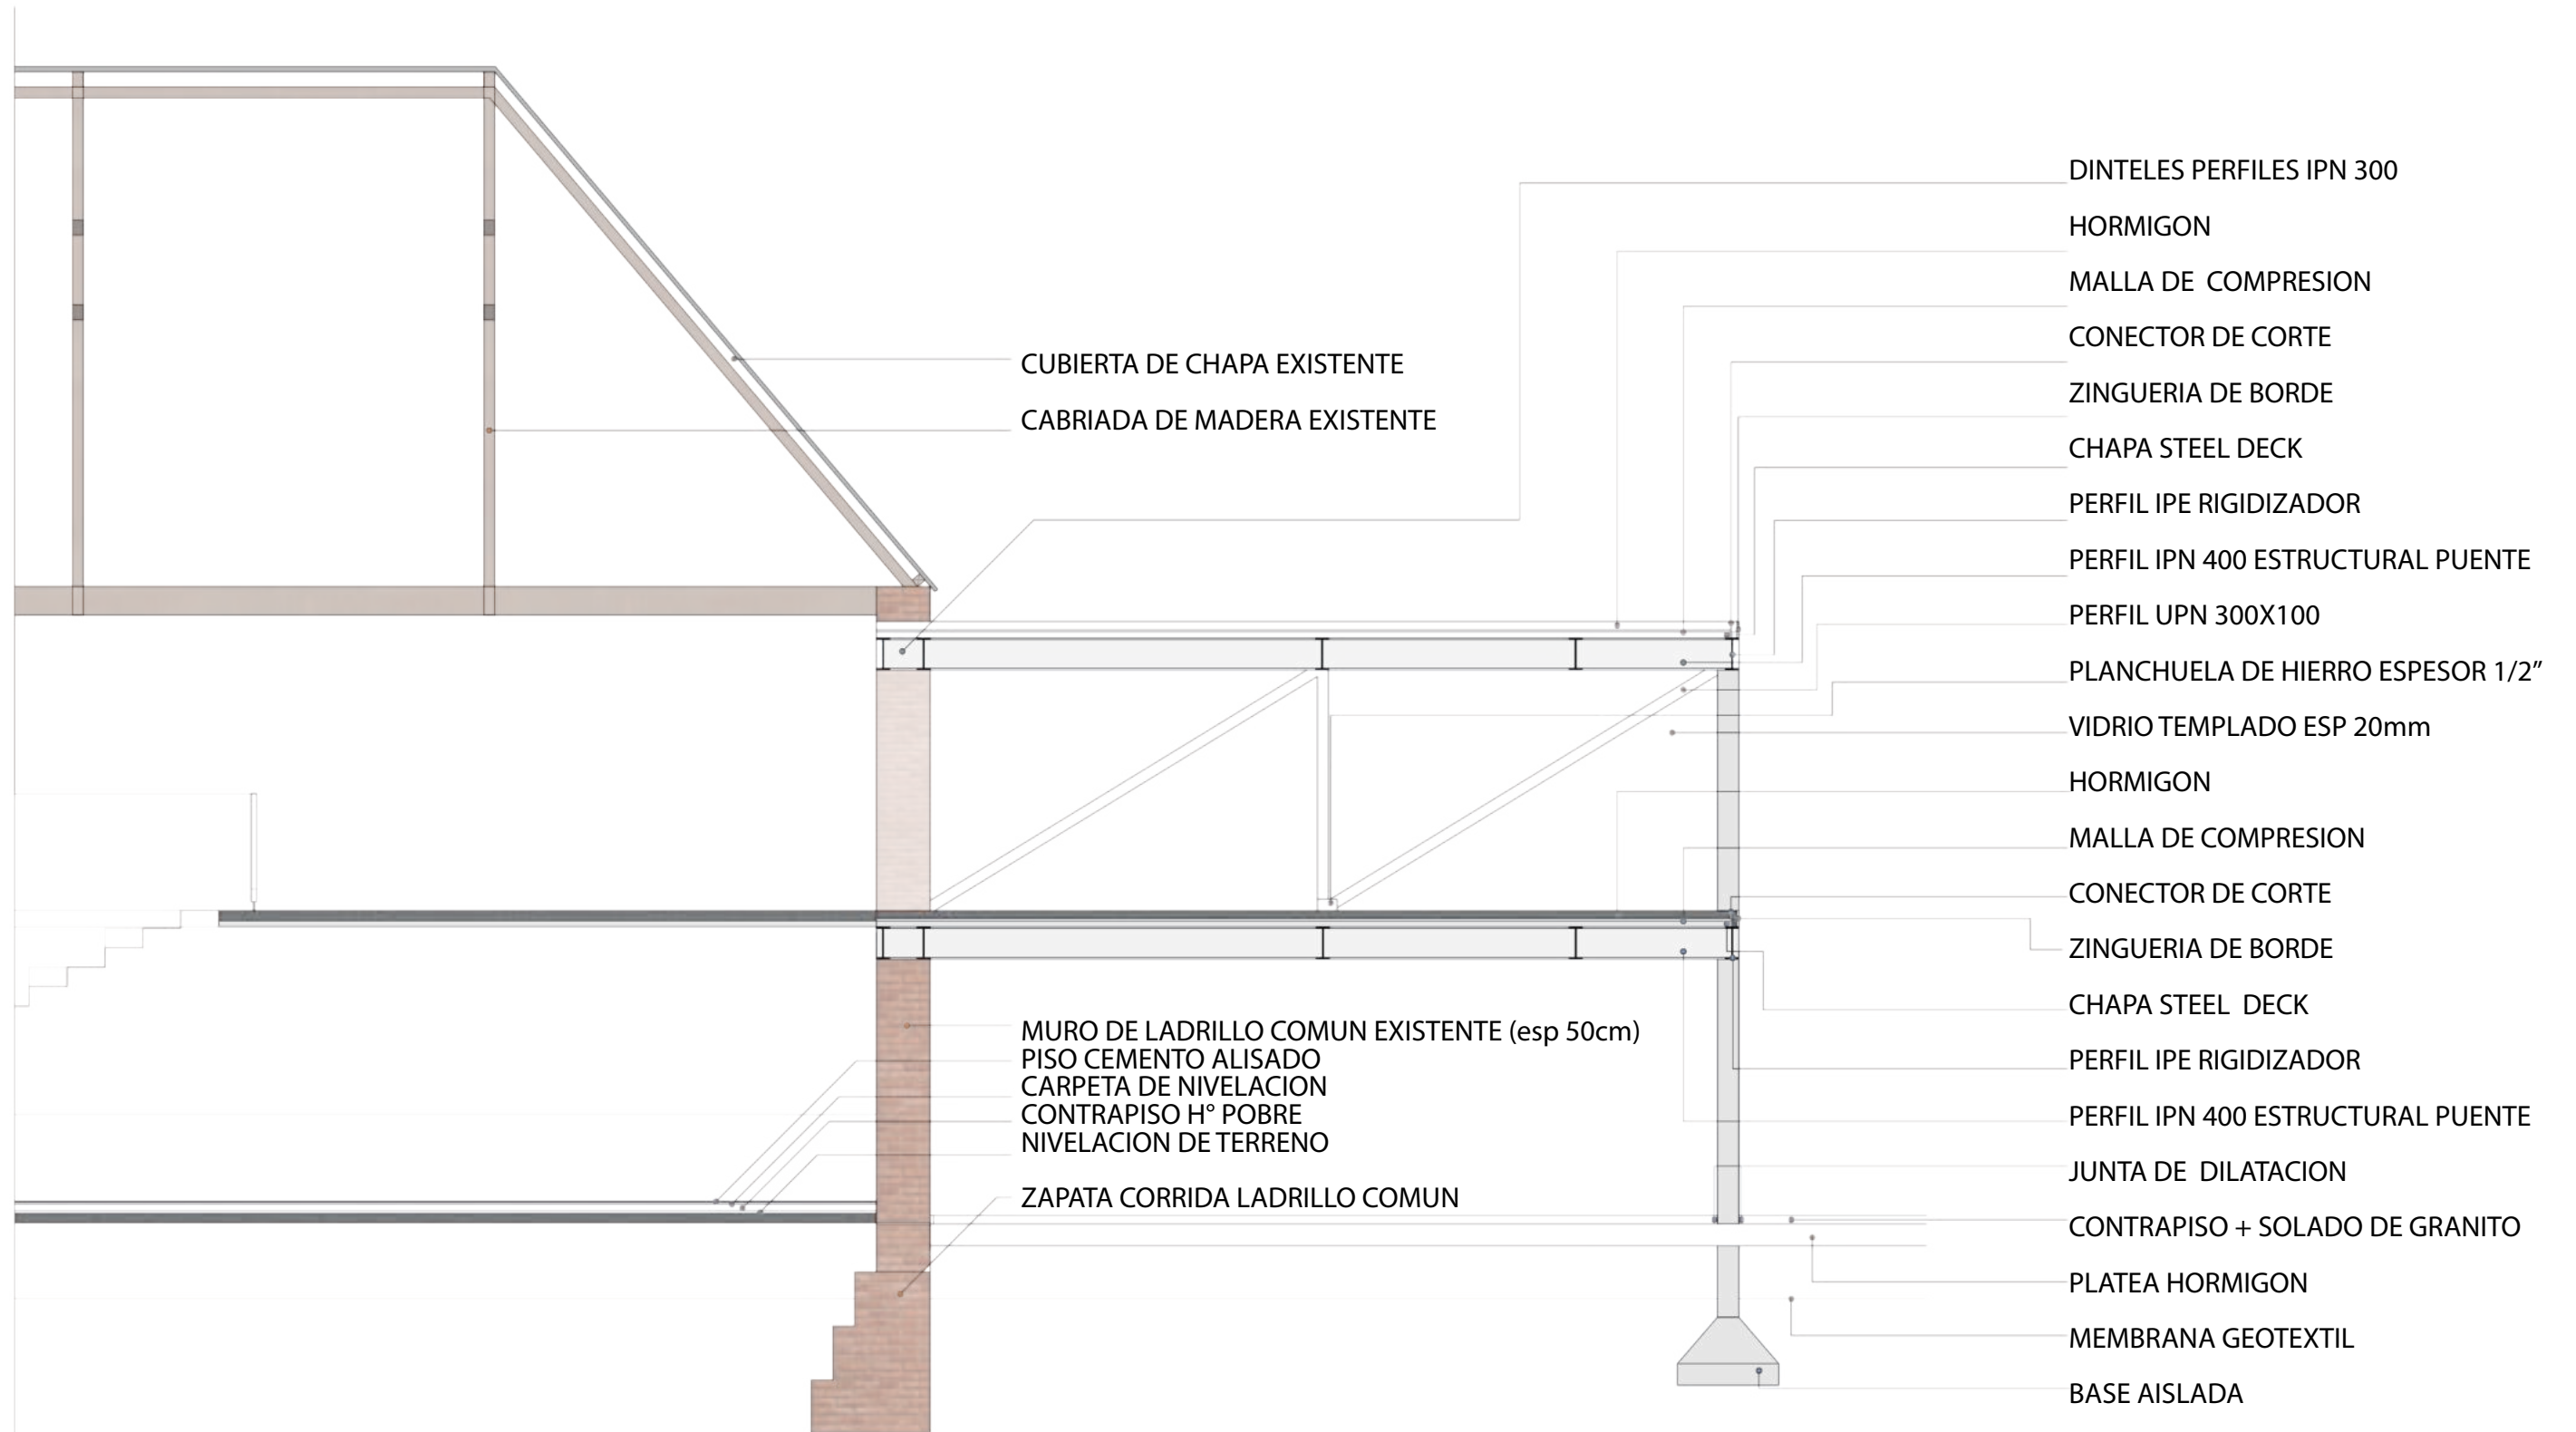 CUBIERTA DE CHAPA EXISTENTE
CABRIADA DE MADERA EXISTENTE
MURO DE LADRILLO COMUN EXISTENTE (esp 50cm)
PISO CEMENTO ALISADO
CARPETA DE NIVELACION
CONTRAPISO H° POBRE
NIVELACION DE TERRENO
ZAPATA CORRIDA LADRILLO COMUN
DINTELES PERFILES IPN 300
HORMIGON
MALLA DE  COMPRESION
CONECTOR DE CORTE
ZINGUERIA DE BORDE
CHAPA STEEL DECK
PERFIL IPE RIGIDIZADOR
PERFIL IPN 400 ESTRUCTURAL PUENTE
PERFIL UPN 300X100
PLANCHUELA DE HIERRO ESPESOR 1/2”
VIDRIO TEMPLADO ESP 20mm
HORMIGON
MALLA DE COMPRESION
CONECTOR DE CORTE
ZINGUERIA DE BORDE
CHAPA STEEL  DECK
PERFIL IPE RIGIDIZADOR
PERFIL IPN 400 ESTRUCTURAL PUENTE
JUNTA DE  DILATACION
CONTRAPISO + SOLADO DE GRANITO
PLATEA HORMIGON
MEMBRANA GEOTEXTIL
BASE AISLADA